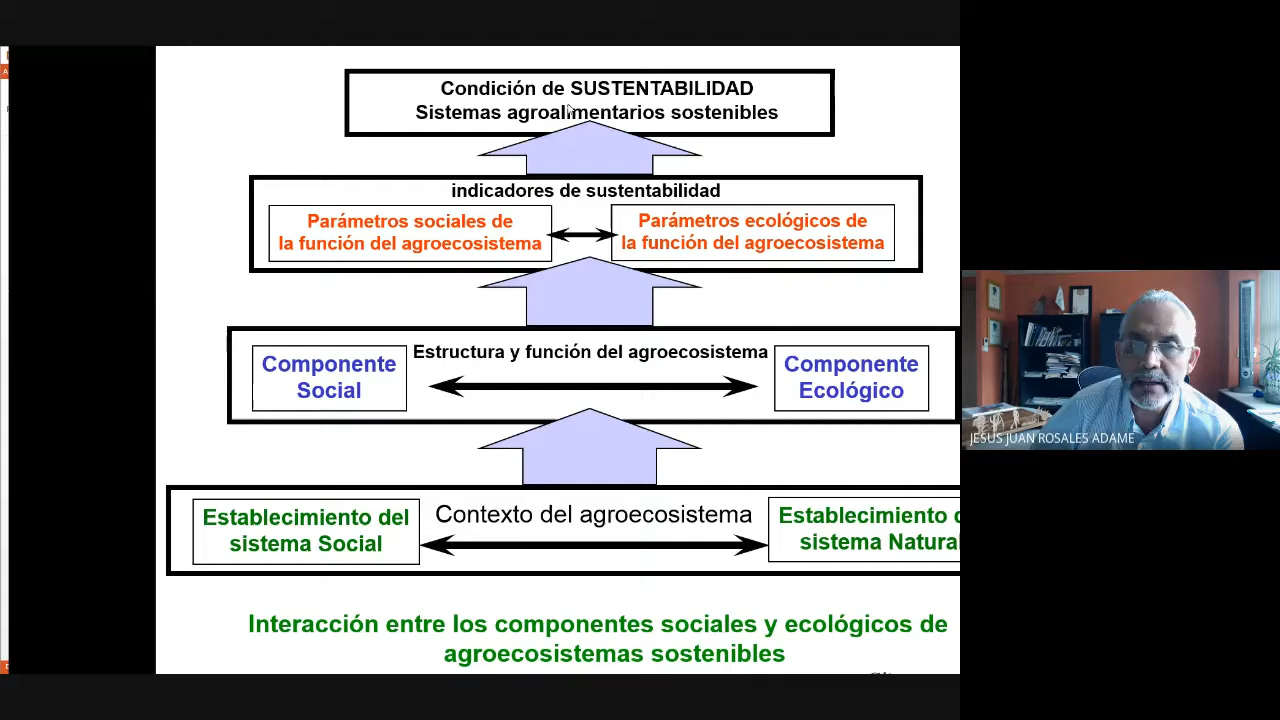 Condición de SUSTENTABILIDAD
Sistemas agroalimentarios sostenibles
indicadores de sustentabilidad
Parámetros sociales de
la función del agroecosistema
Parámetros ecológicos de
la función del agroecosistema
Estructura y función del agroecosistema
Componente
Social
Componente
Ecológico
Contexto del agroecosistema
Establecimiento del
sistema Social
Establecimiento
sistema Natural
Interacción entre los componentes sociales y ecológicos de
agroecosistemas sostenibles
JESUS JUAN ROSALES ADAME